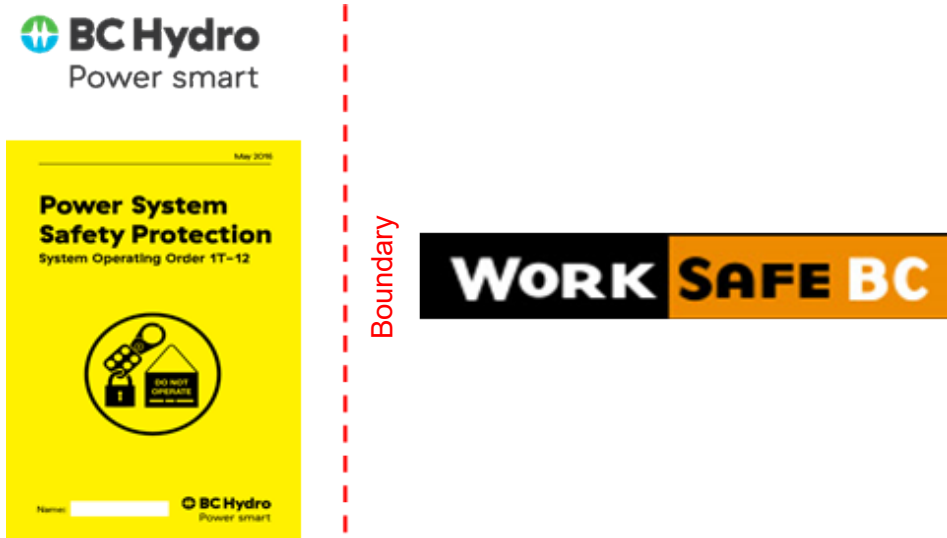 BC Hydro
Power smart
May 2016
Power System
Safety Protection
System Operating Order 1T-12
DO NOT
OPERATE
Name:
BC Hydro
Power smart
Boundary
WORK SAFE BC